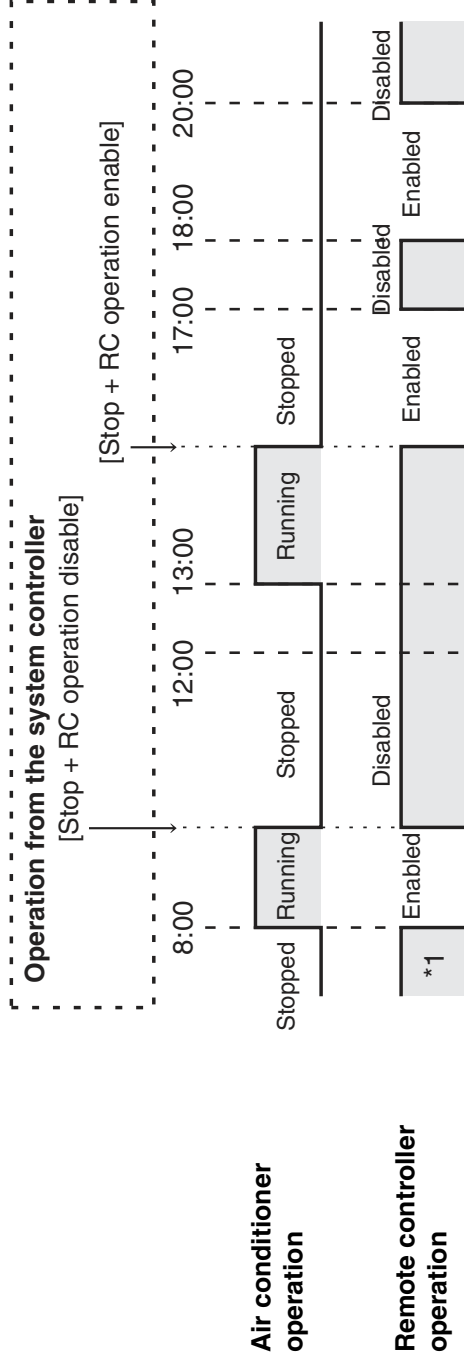 Operation from the system controller
[Stop + RC operation disable]
[Stop + RC operation enable]
8:00
12:00
13:00
17:00
18:00
20:00
Air conditioner
operation
Stopped
Running
Stopped
Running
Stopped
Remote controller
operation
*1
Enabled
Disabled
Enabled
Disabled
Enabled
Disabled